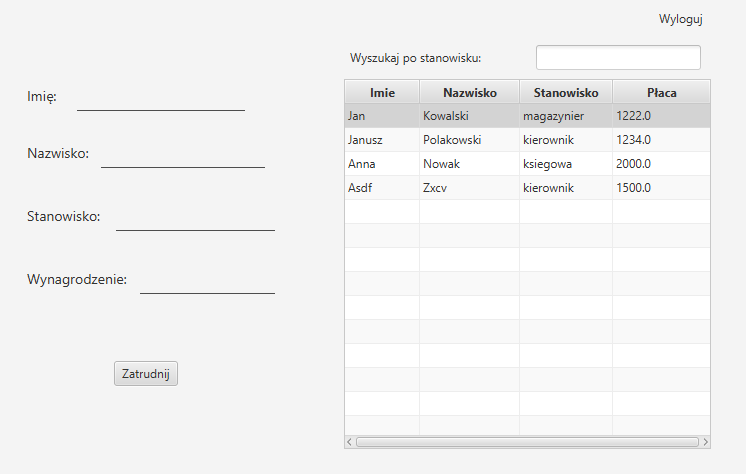 Wyloguj
Wyszukaj po stanowisku:
Imię:
Nazwisko:
Stanowisko:
Wynagrodzenie:
Zatrudnij
Imie Nazwisko Stanowisko Płaca
Jan Kowalski magazynier 1222.0
Janusz Polakowski kierownik 1234.0
Anna Nowak ksiegowa 2000.0
Asdf Zxcv kierownik 1500.0